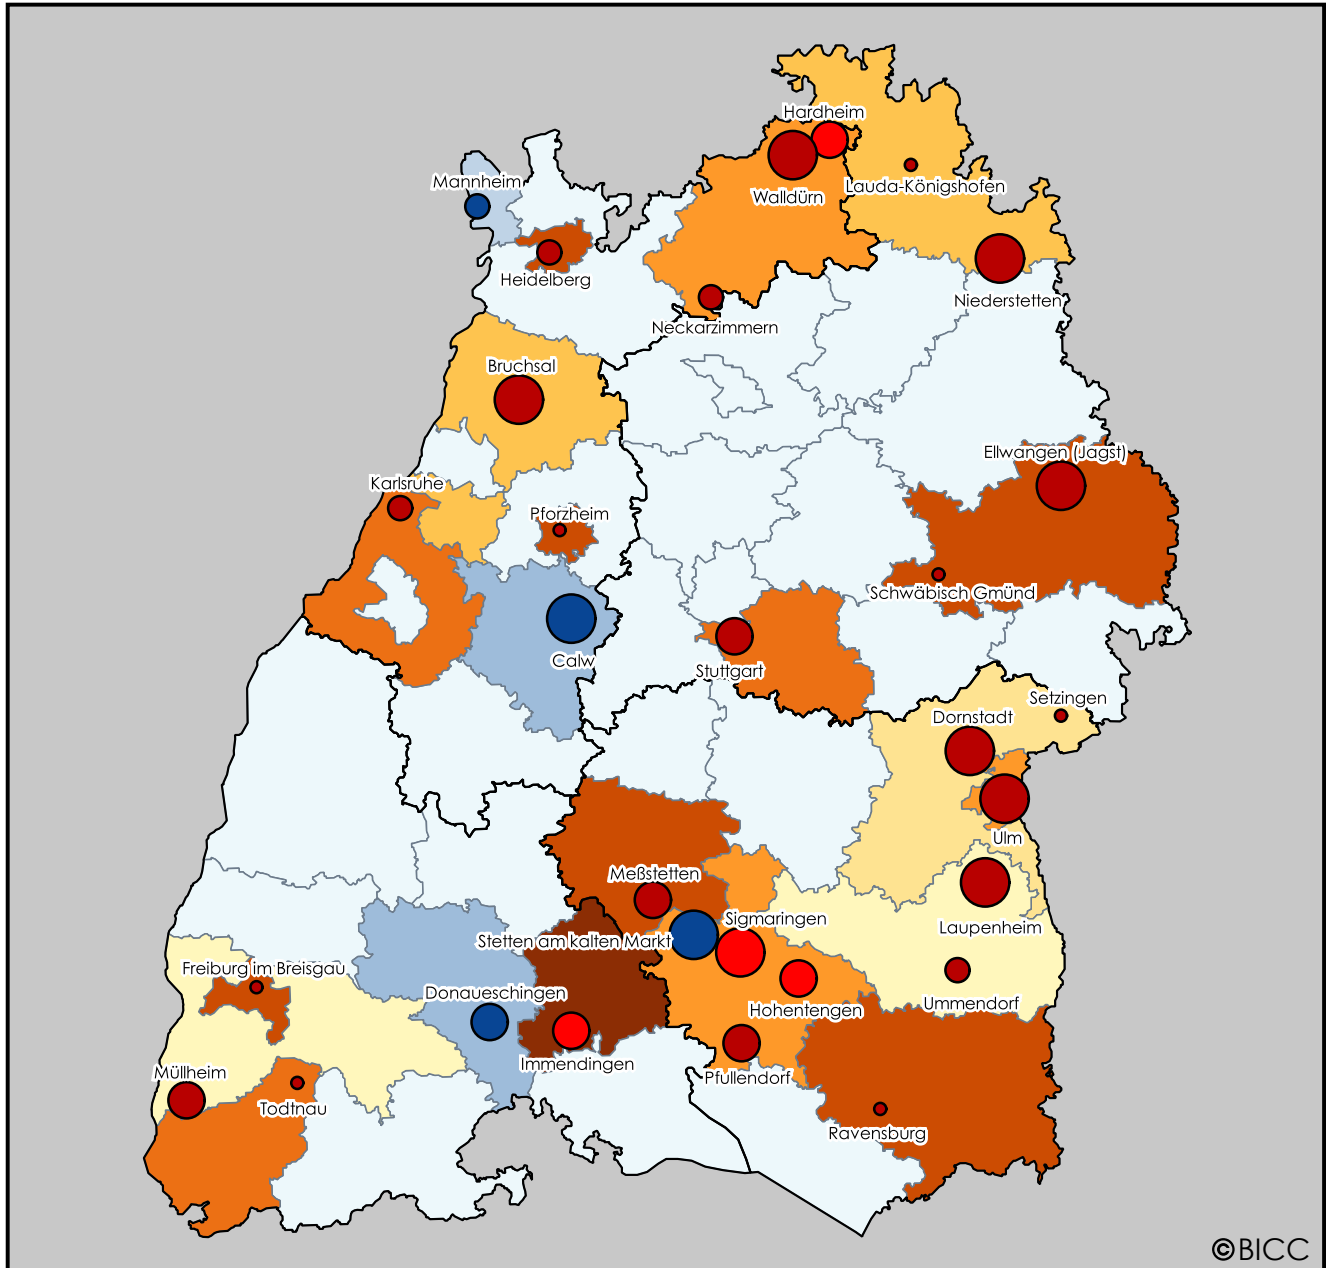 Hardheim
Mannheim
Walldürn
Lauda-Königshofen
Heidelberg
Niederstetten
Neckarzimmern
Bruchsal
Ellwangen (Jagst)
Karlsruhe
Pforzheim
Schwäbisch Gmünd
Calw
Stuttgart
Setzingen
Dornstadt
Ulm
Meßstetten
Sigmaringen
Laupenheim
Stetten am kalten Markt
Freiburg im Breisgau
Donaueschingen
Ummendorf
Hohentengen
Immendingen
Müllheim
Pfullendorf
Todtnau
Ravensburg
©BICC